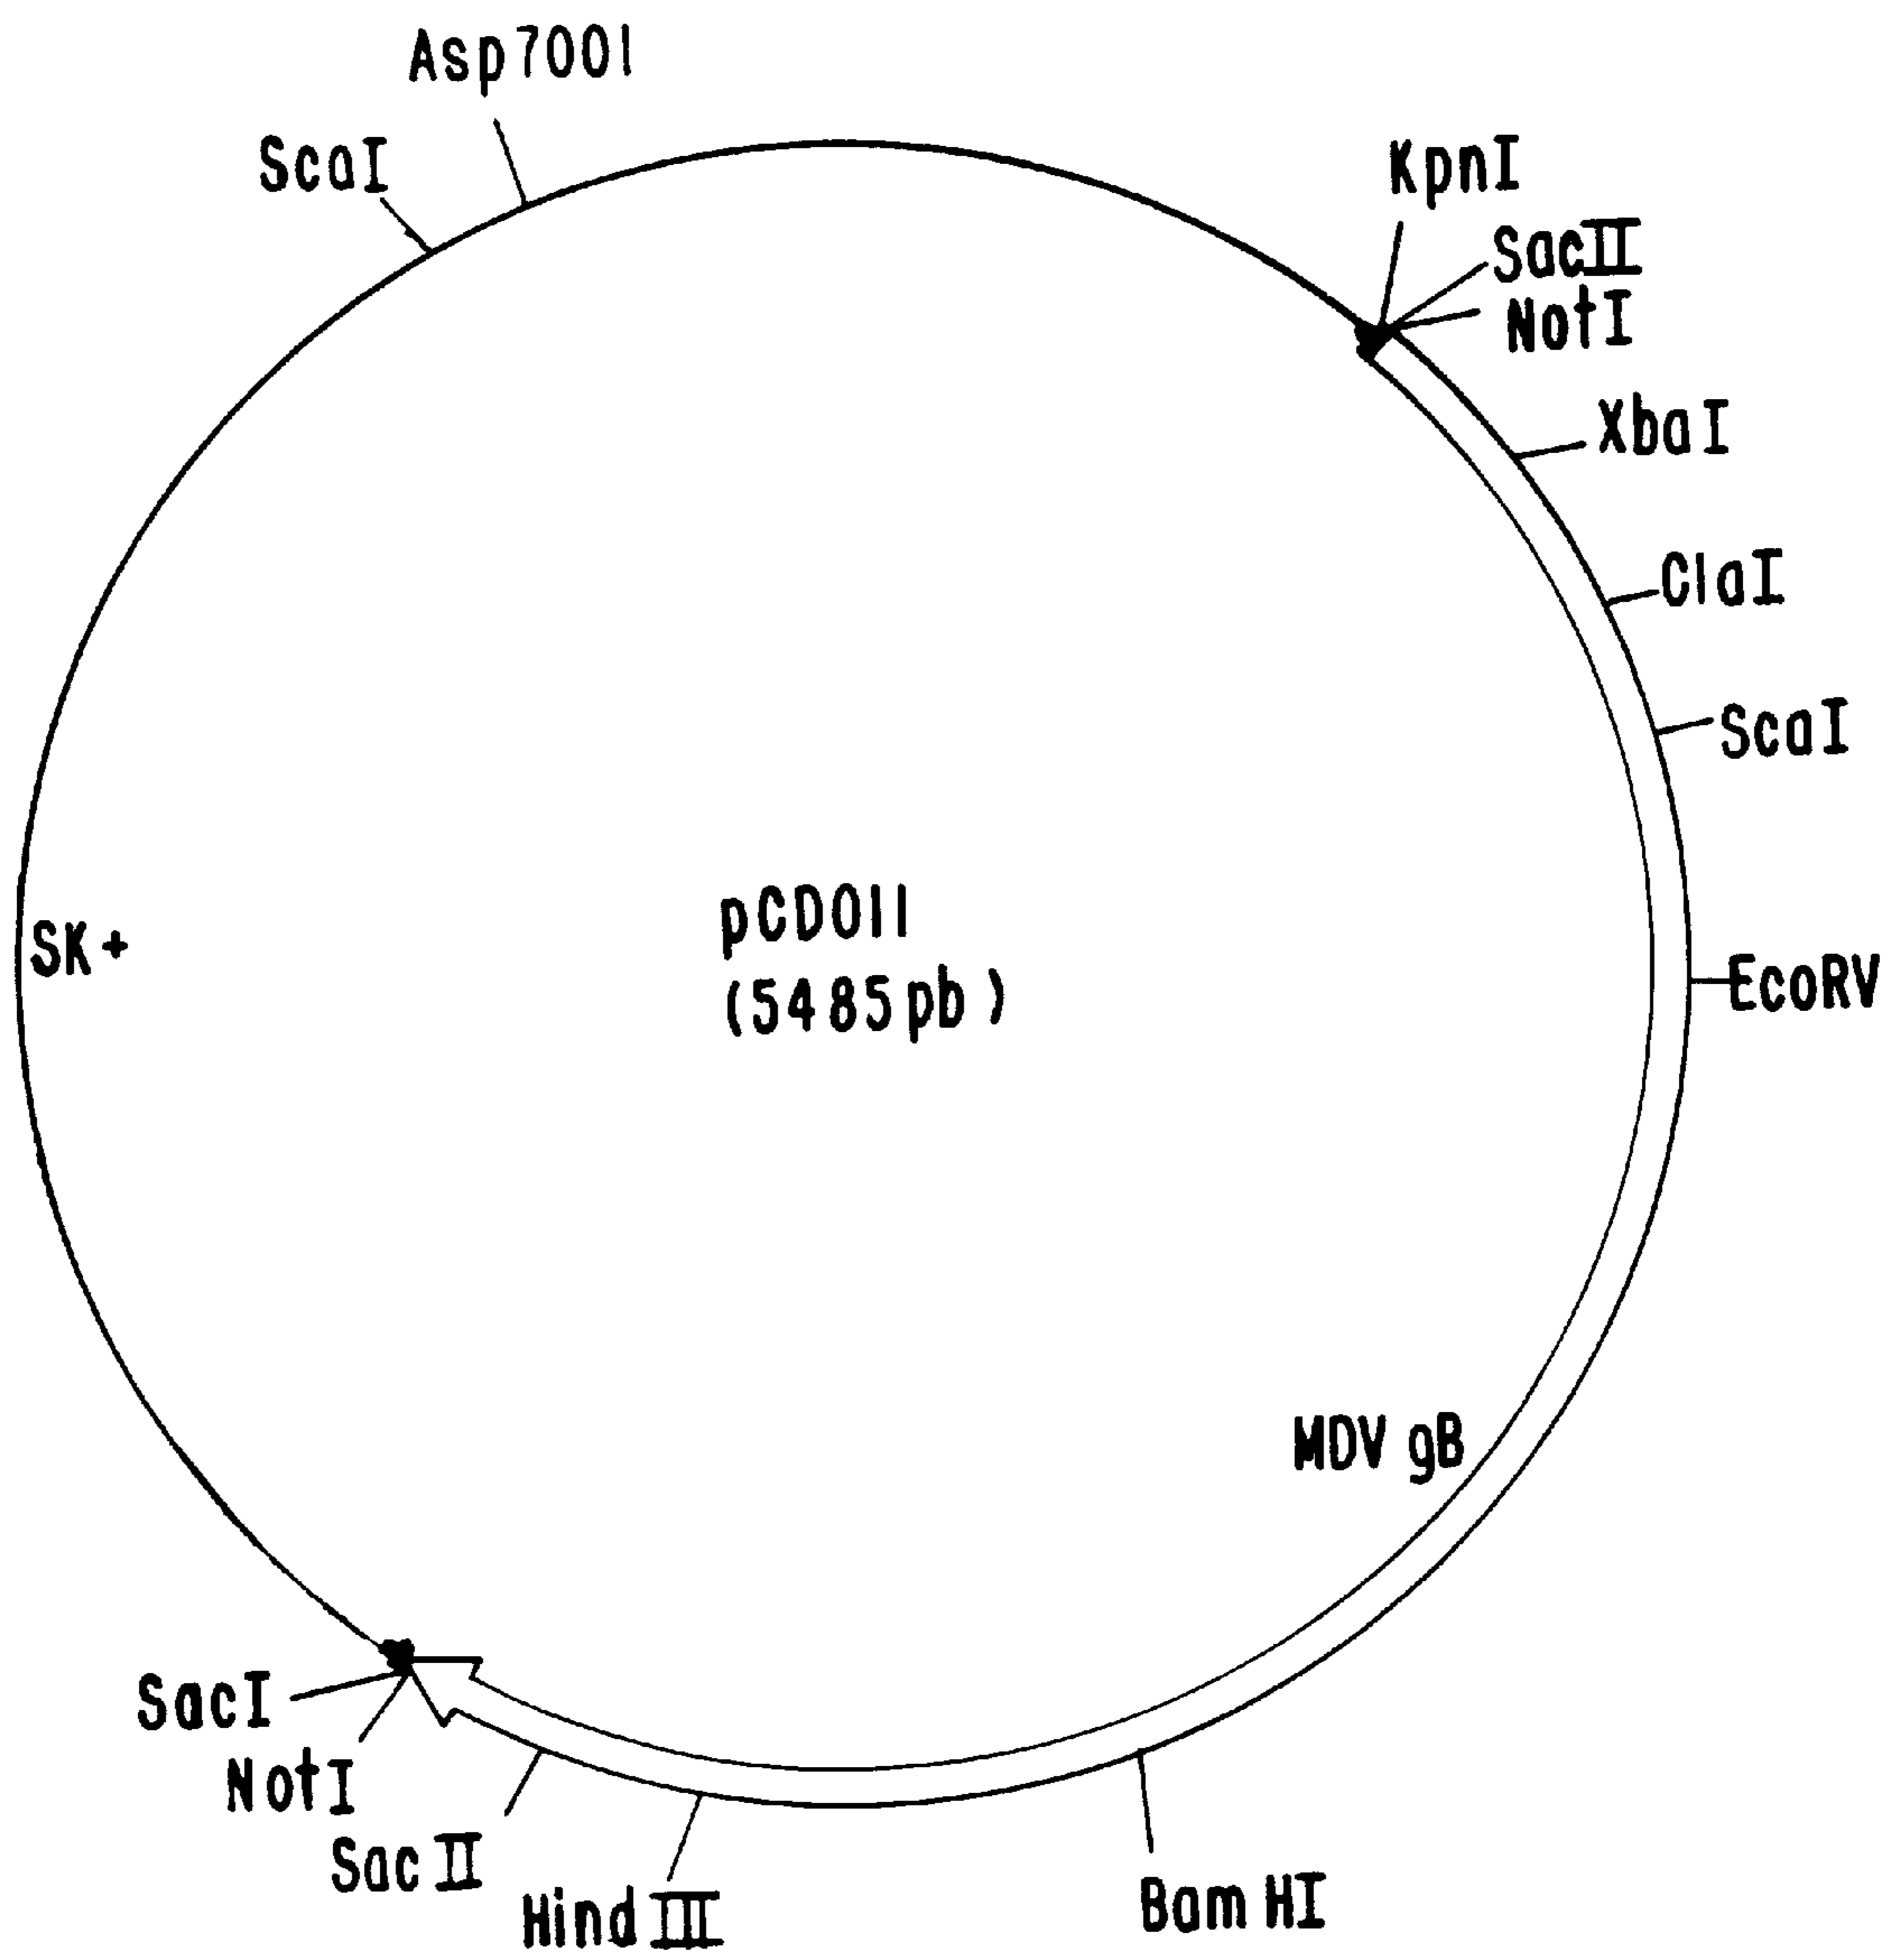 Asp700I
ScaI
KpnI
SacII
NotI
XbaI
ClaI
ScaI
SK+
pCD011
(5485pb)
EcoRV
MDV gB
SacI
NotI
SacII
HindIII
BamHI